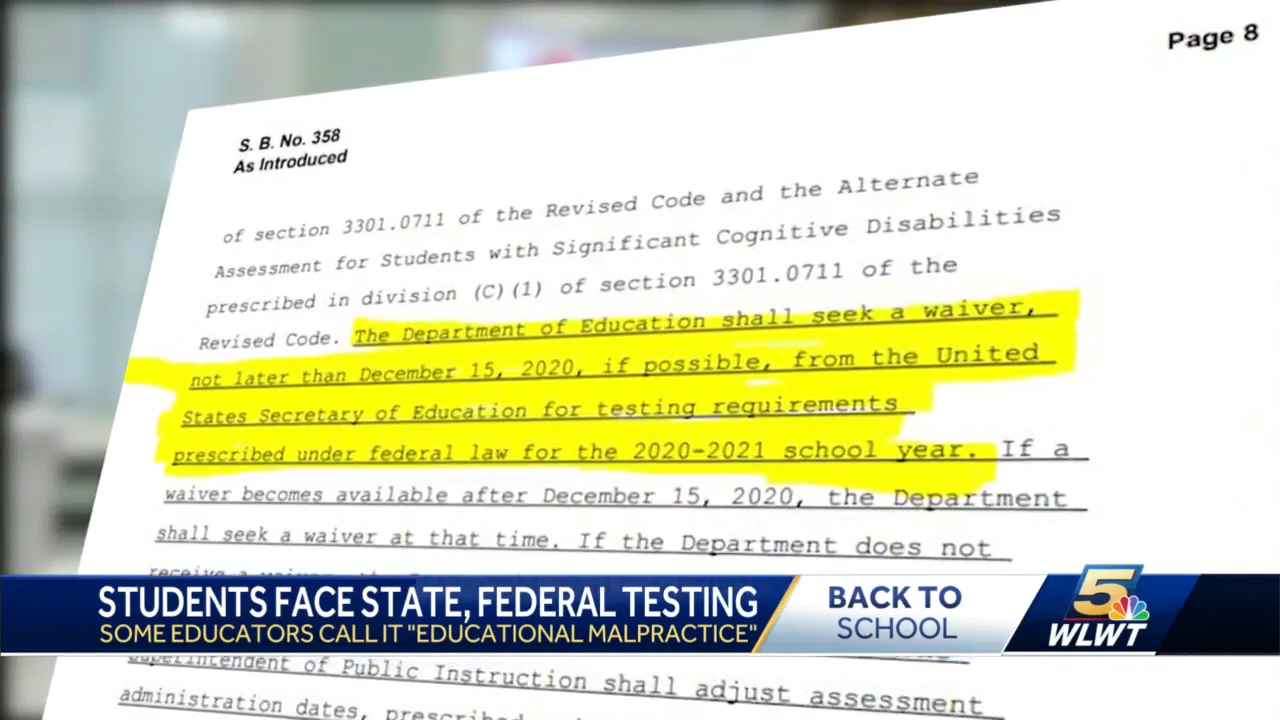 Page 8
S. B. No. 358
As Introduced
of section 3301.0711 of the Revised Code and the Alternate
Assessment for Students with Significant Cognitive Disabilities
prescribed in division (C)(1) of section 3301.0711 of the
Revised Code. The Department of Education shall seek a waiver,
not later than December 15, 2020, if possible, from the United
States Secretary of Education for testing requirements
prescribed under federal law for the 2020-2021 school year. If a
waiver becomes available after December 15, 2020, the Department
shall seek a waiver at that time. If the Department does not
receive a waiver,
STUDENTS FACE STATE, FEDERAL TESTING
SOME EDUCATORS CALL IT "EDUCATIONAL MALPRACTICE"
BACK TO
SCHOOL
5
WLWT
Superintendent of Public Instruction shall adjust assessment
administration dates, prescribed